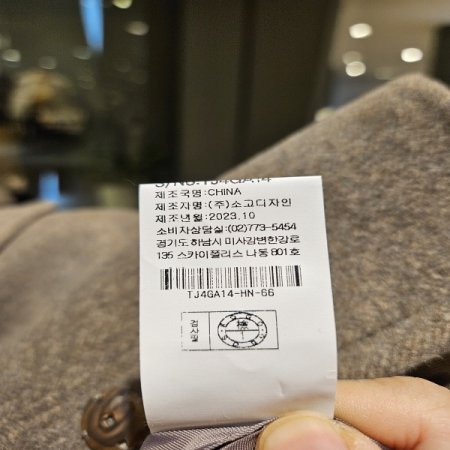 S/NO:TJ4GA14
제조국명:CHINA
제조자명:(주)소고디자인
제조년월:2023.10
소비자상담실:(02)773-5454
경기도 하남시 미사강변한강로
135 스카이폴리스 나동 801호
TJ4GA14-HN-66
검사필